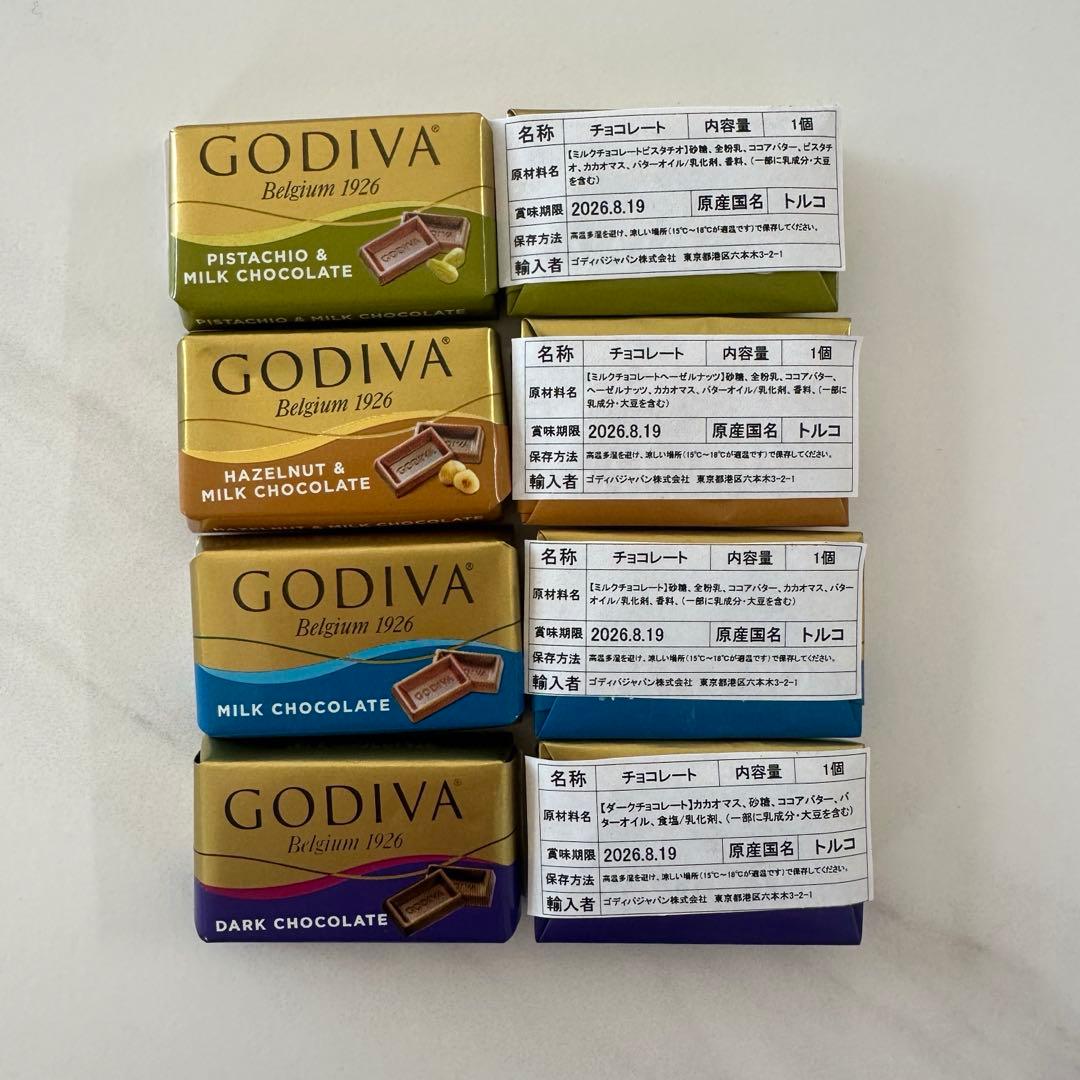 GODIVA®
Belgium 1926
PISTACHIO &
MILK CHOCOLATE
GODIVA
PISTACHIO & MILK CHOCOLATE
名称 チョコレート 内容量 1個
原材料名 【ミルクチョコレートピスタチオ】砂糖、全粉乳、ココアバター、ピスタチ
オ、カカオマス、バターオイル/乳化剤、香料、(一部に乳成分・大豆
を含む)
賞味期限 2026.8.19 原産国名 トルコ
保存方法 高温多湿を避け、涼しい場所(15℃～18℃が適温です)で保存してください。
輸入者 ゴディバジャパン株式会社 東京都港区六本木3-2-1
GODIVA®
Belgium 1926
HAZELNUT &
MILK CHOCOLATE
GODIVA
HAZELNUT & MILK CHOCOLATE
名称 チョコレート 内容量 1個
原材料名 【ミルクチョコレートヘーゼルナッツ】砂糖、全粉乳、ココアバター、
ヘーゼルナッツ、カカオマス、バターオイル/乳化剤、香料、(一部に
乳成分・大豆を含む)
賞味期限 2026.8.19 原産国名 トルコ
保存方法 高温多湿を避け、涼しい場所(15℃～18℃が適温です)で保存してください。
輸入者 ゴディバジャパン株式会社 東京都港区六本木3-2-1
GODIVA®
Belgium 1926
MILK CHOCOLATE
GODIVA
名称 チョコレート 内容量 1個
原材料名 【ミルクチョコレート】砂糖、全粉乳、ココアバター、カカオマス、バター
オイル/乳化剤、香料、(一部に乳成分・大豆を含む)
賞味期限 2026.8.19 原産国名 トルコ
保存方法 高温多湿を避け、涼しい場所(15℃～18℃が適温です)で保存してください。
輸入者 ゴディバジャパン株式会社 東京都港区六本木3-2-1
GODIVA®
Belgium 1926
DARK CHOCOLATE
GODIVA
名称 チョコレート 内容量 1個
原材料名 【ダークチョコレート】カカオマス、砂糖、ココアバター、バ
ターオイル、食塩/乳化剤、(一部に乳成分・大豆を含む)
賞味期限 2026.8.19 原産国名 トルコ
保存方法 高温多湿を避け、涼しい場所(15℃～18℃が適温です)で保存してください。
輸入者 ゴディバジャパン株式会社 東京都港区六本木3-2-1